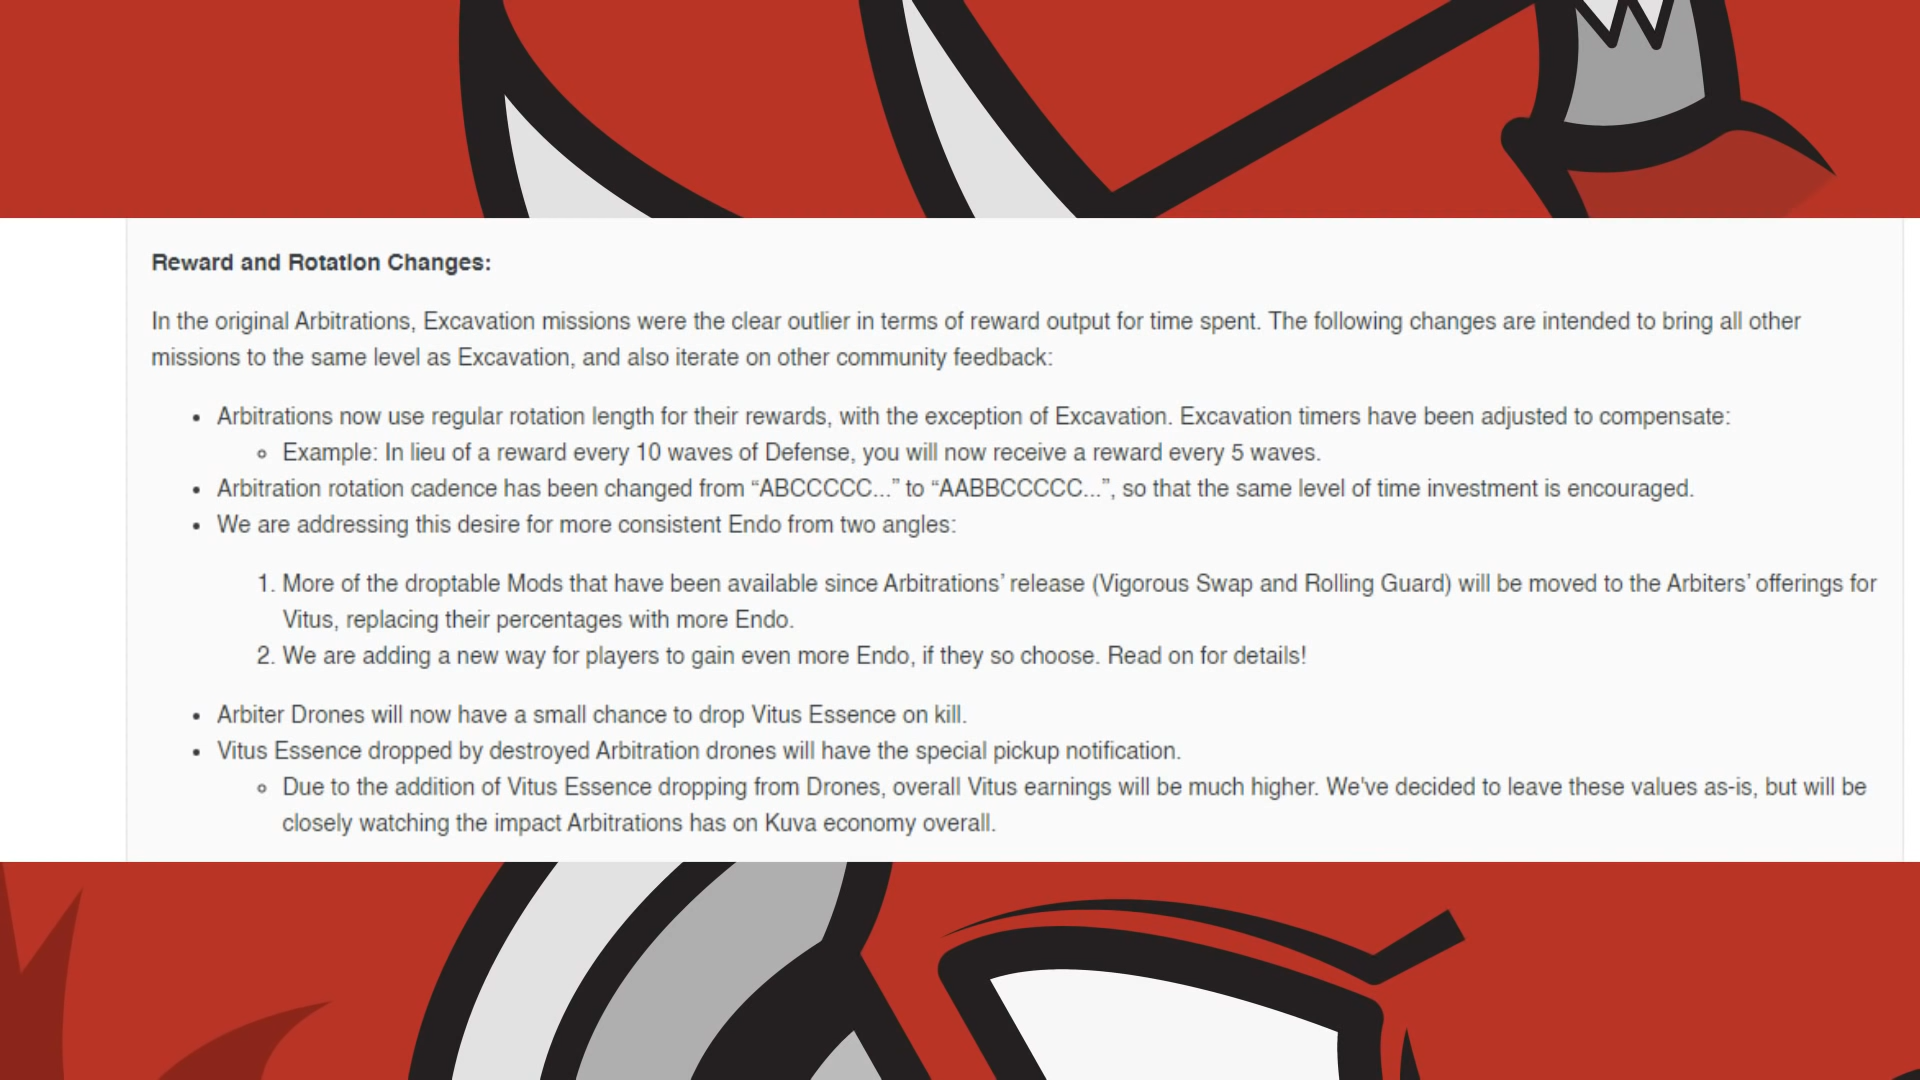 Reward and Rotation Changes:
In the original Arbitrations, Excavation missions were the clear outlier in terms of reward output for time spent. The following changes are intended to bring all other
missions to the same level as Excavation, and also iterate on other community feedback:
• Arbitrations now use regular rotation length for their rewards, with the exception of Excavation. Excavation timers have been adjusted to compensate:
◦ Example: In lieu of a reward every 10 waves of Defense, you will now receive a reward every 5 waves.
• Arbitration rotation cadence has been changed from “ABCCCCC...” to “AABBCCCCC...”, so that the same level of time investment is encouraged.
• We are addressing this desire for more consistent Endo from two angles:
1. More of the droptable Mods that have been available since Arbitrations’ release (Vigorous Swap and Rolling Guard) will be moved to the Arbiters’ offerings for
Vitus, replacing their percentages with more Endo.
2. We are adding a new way for players to gain even more Endo, if they so choose. Read on for details!
• Arbiter Drones will now have a small chance to drop Vitus Essence on kill.
• Vitus Essence dropped by destroyed Arbitration drones will have the special pickup notification.
◦ Due to the addition of Vitus Essence dropping from Drones, overall Vitus earnings will be much higher. We've decided to leave these values as-is, but will be
closely watching the impact Arbitrations has on Kuva economy overall.